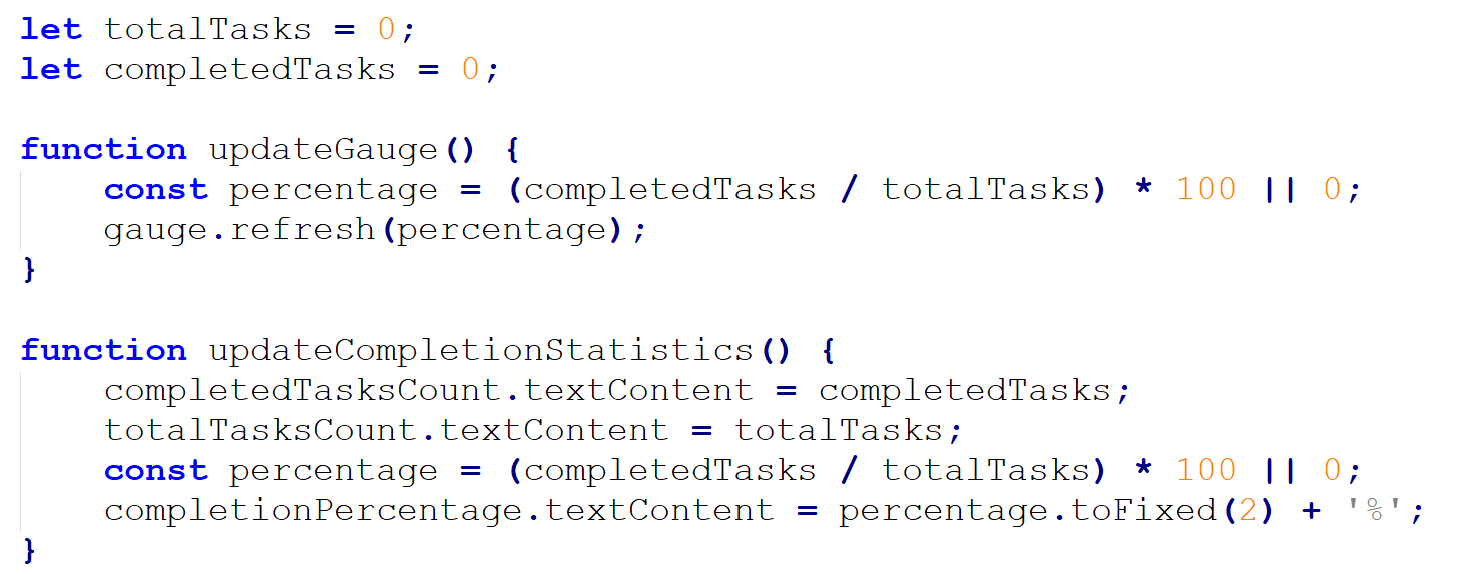 let totalTasks = 0;
let completedTasks = 0;

function updateGauge() {
    const percentage = (completedTasks / totalTasks) * 100 || 0;
    gauge.refresh(percentage);
}

function updateCompletionStatistics() {
    completedTasksCount.textContent = completedTasks;
    totalTasksCount.textContent = totalTasks;
    const percentage = (completedTasks / totalTasks) * 100 || 0;
    completionPercentage.textContent = percentage.toFixed(2) + '%';
}